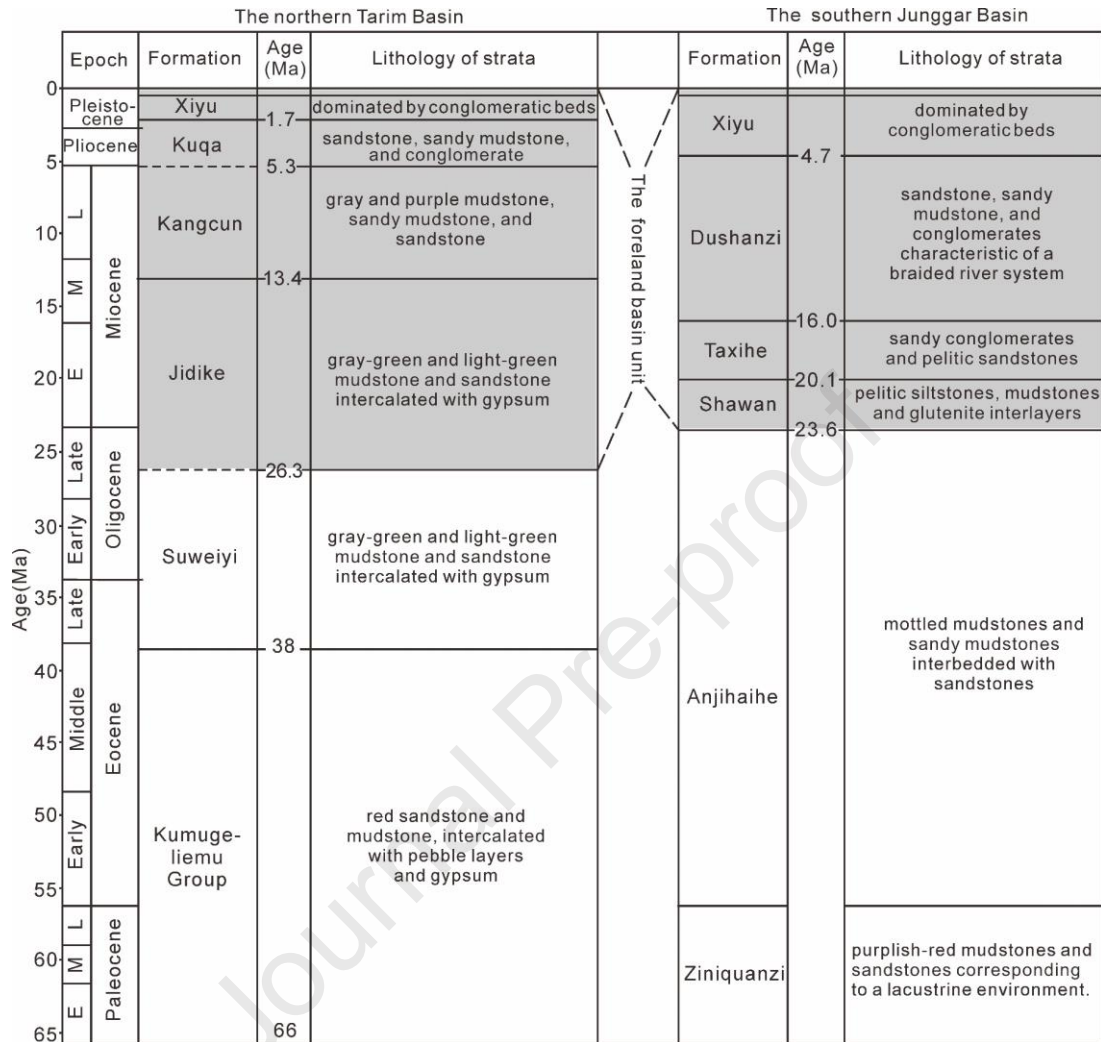 The northern Tarim Basin
The southern Junggar Basin
Epoch
Formation
Age
(Ma)
Lithology of strata
Formation
Age
(Ma)
Lithology of strata
Age(Ma)
0
5
10
15
20
25
30
35
40
45
50
55
60
65
Pleisto-
cene
Pliocene
L
M
E
Miocene
Late
Early
Oligocene
Late
Middle
Early
Eocene
L
M
E
Paleocene
Xiyu
1.7
dominated by conglomeratic beds
Kuqa
5.3
sandstone, sandy mudstone,
and conglomerate
Kangcun
13.4
gray and purple mudstone,
sandy mudstone, and
sandstone
Jidike
26.3
gray-green and light-green
mudstone and sandstone
intercalated with gypsum
Suweiyi
38
gray-green and light-green
mudstone and sandstone
intercalated with gypsum
Kumuge-
liemu
Group
66
red sandstone and
mudstone, intercalated
with pebble layers
and gypsum
The foreland basin unit
Xiyu
4.7
dominated by
conglomeratic beds
Dushanzi
16.0
sandstone, sandy
mudstone, and
conglomerates
characteristic of a
braided river system
Taxihe
20.1
sandy conglomerates
and pelitic sandstones
Shawan
23.6
pelitic siltstones, mudstones
and glutenite interlayers
Anjihaihe
mottled mudstones and
sandy mudstones
interbedded with
sandstones
Ziniquanzi
purplish-red mudstones and
sandstones corresponding
to a lacustrine environment.
Journal Pre-proof